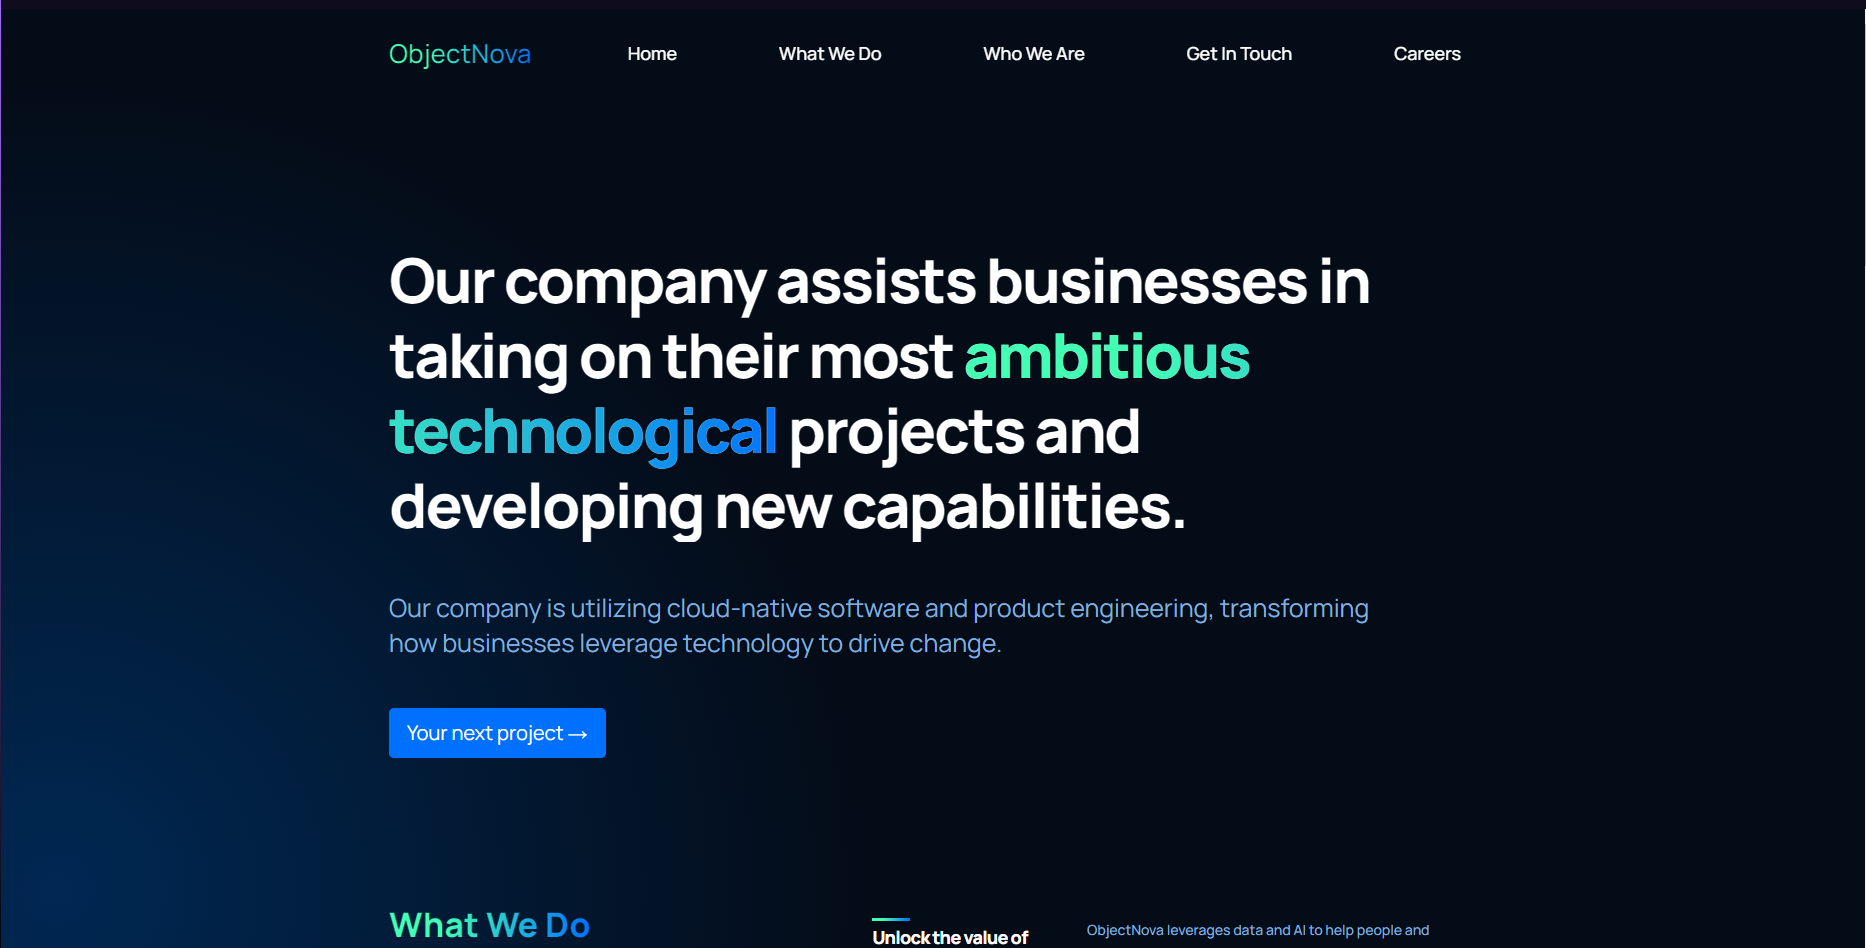 ObjectNova
Home
What We Do
Who We Are
Get In Touch
Careers
Our company assists businesses in
taking on their most ambitious
technological projects and
developing new capabilities.
Our company is utilizing cloud-native software and product engineering, transforming
how businesses leverage technology to drive change.
Your next project →
What We Do
Unlock the value of
ObjectNova leverages data and AI to help people and